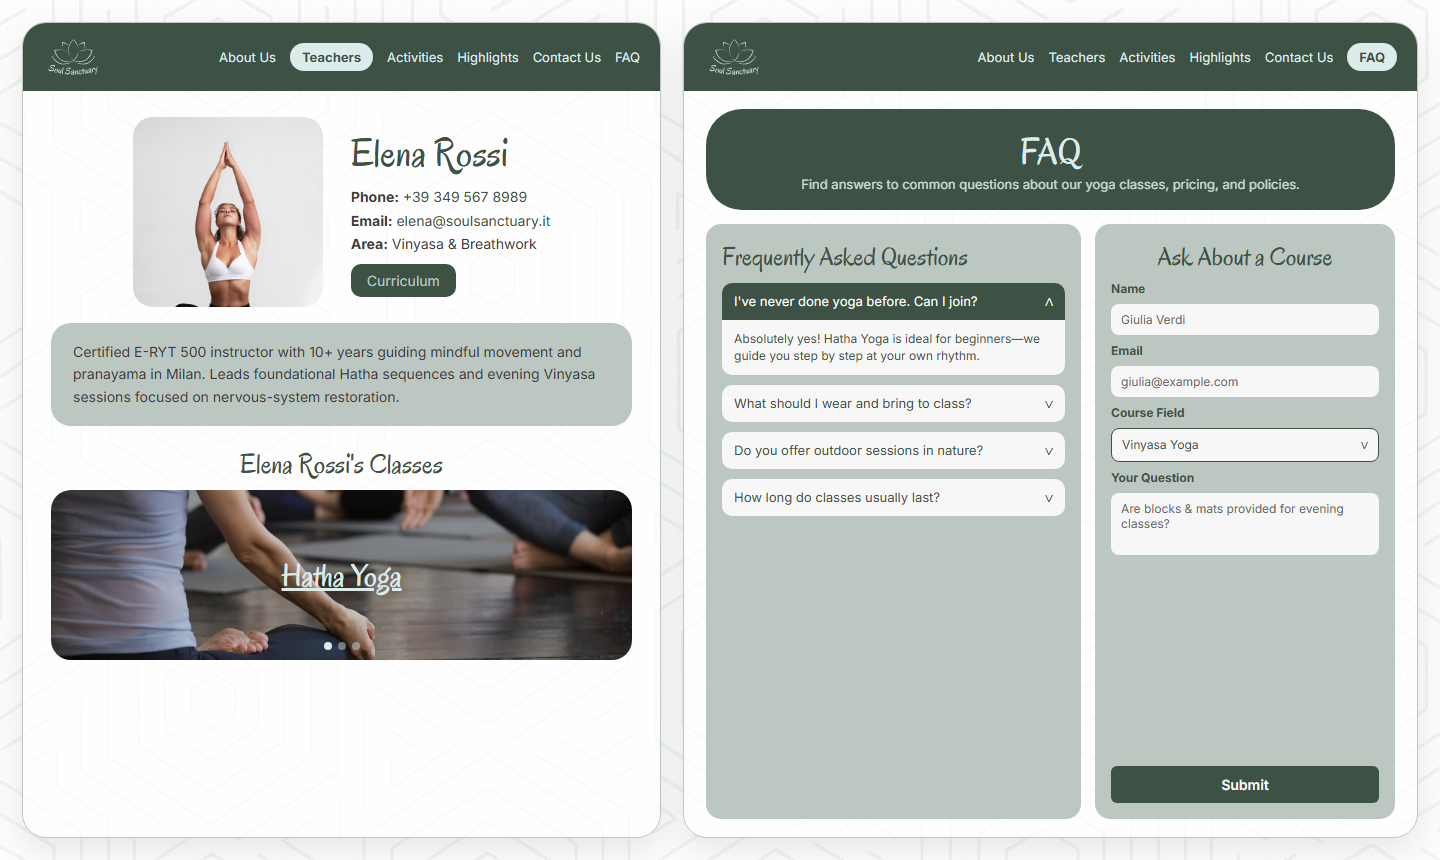 Soul Sanctuary
About Us Teachers Activities Highlights Contact Us FAQ
Elena Rossi
Phone: +39 349 567 8989
Email: elena@soulsanctuary.it
Area: Vinyasa & Breathwork
Curriculum
Certified E-RYT 500 instructor with 10+ years guiding mindful movement and
pranayama in Milan. Leads foundational Hatha sequences and evening Vinyasa
sessions focused on nervous-system restoration.
Elena Rossi's Classes
Hatha Yoga
Soul Sanctuary
About Us Teachers Activities Highlights Contact Us FAQ
FAQ
Find answers to common questions about our yoga classes, pricing, and policies.
Frequently Asked Questions
I've never done yoga before. Can I join?
Absolutely yes! Hatha Yoga is ideal for beginners—we
guide you step by step at your own rhythm.
What should I wear and bring to class?
Do you offer outdoor sessions in nature?
How long do classes usually last?
Ask About a Course
Name
Giulia Verdi
Email
giulia@example.com
Course Field
Vinyasa Yoga
Your Question
Are blocks & mats provided for evening
classes?
Submit